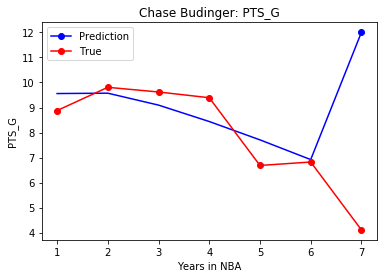 Chase Budinger: PTS_G
Prediction
True
12
11
10
9
8
7
6
5
4
PTS_G
1 2 3 4 5 6 7
Years in NBA